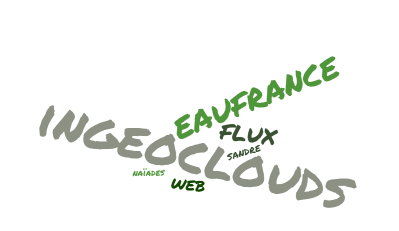 EAUFRANCE
INGEOCLOUDS
FLUX
SANDRE
NAÏADES
WEB